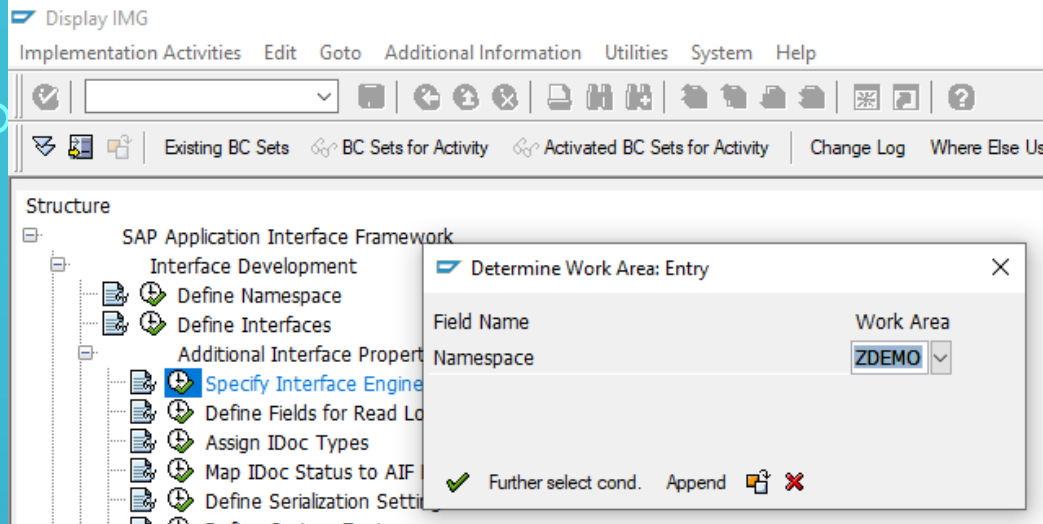 Display IMG
Implementation Activities Edit Goto Additional Information Utilities System Help
Existing BC Sets BC Sets for Activity Activated BC Sets for Activity Change Log Where Else Us
Structure
SAP Application Interface Framework
Interface Development
Define Namespace
Define Interfaces
Additional Interface Propert
Specify Interface Engine
Define Fields for Read Lo
Assign IDoc Types
Map IDoc Status to AIF
Define Serialization Setti
Determine Work Area: Entry
Field Name Work Area
Namespace ZDEMO
Further select cond. Append